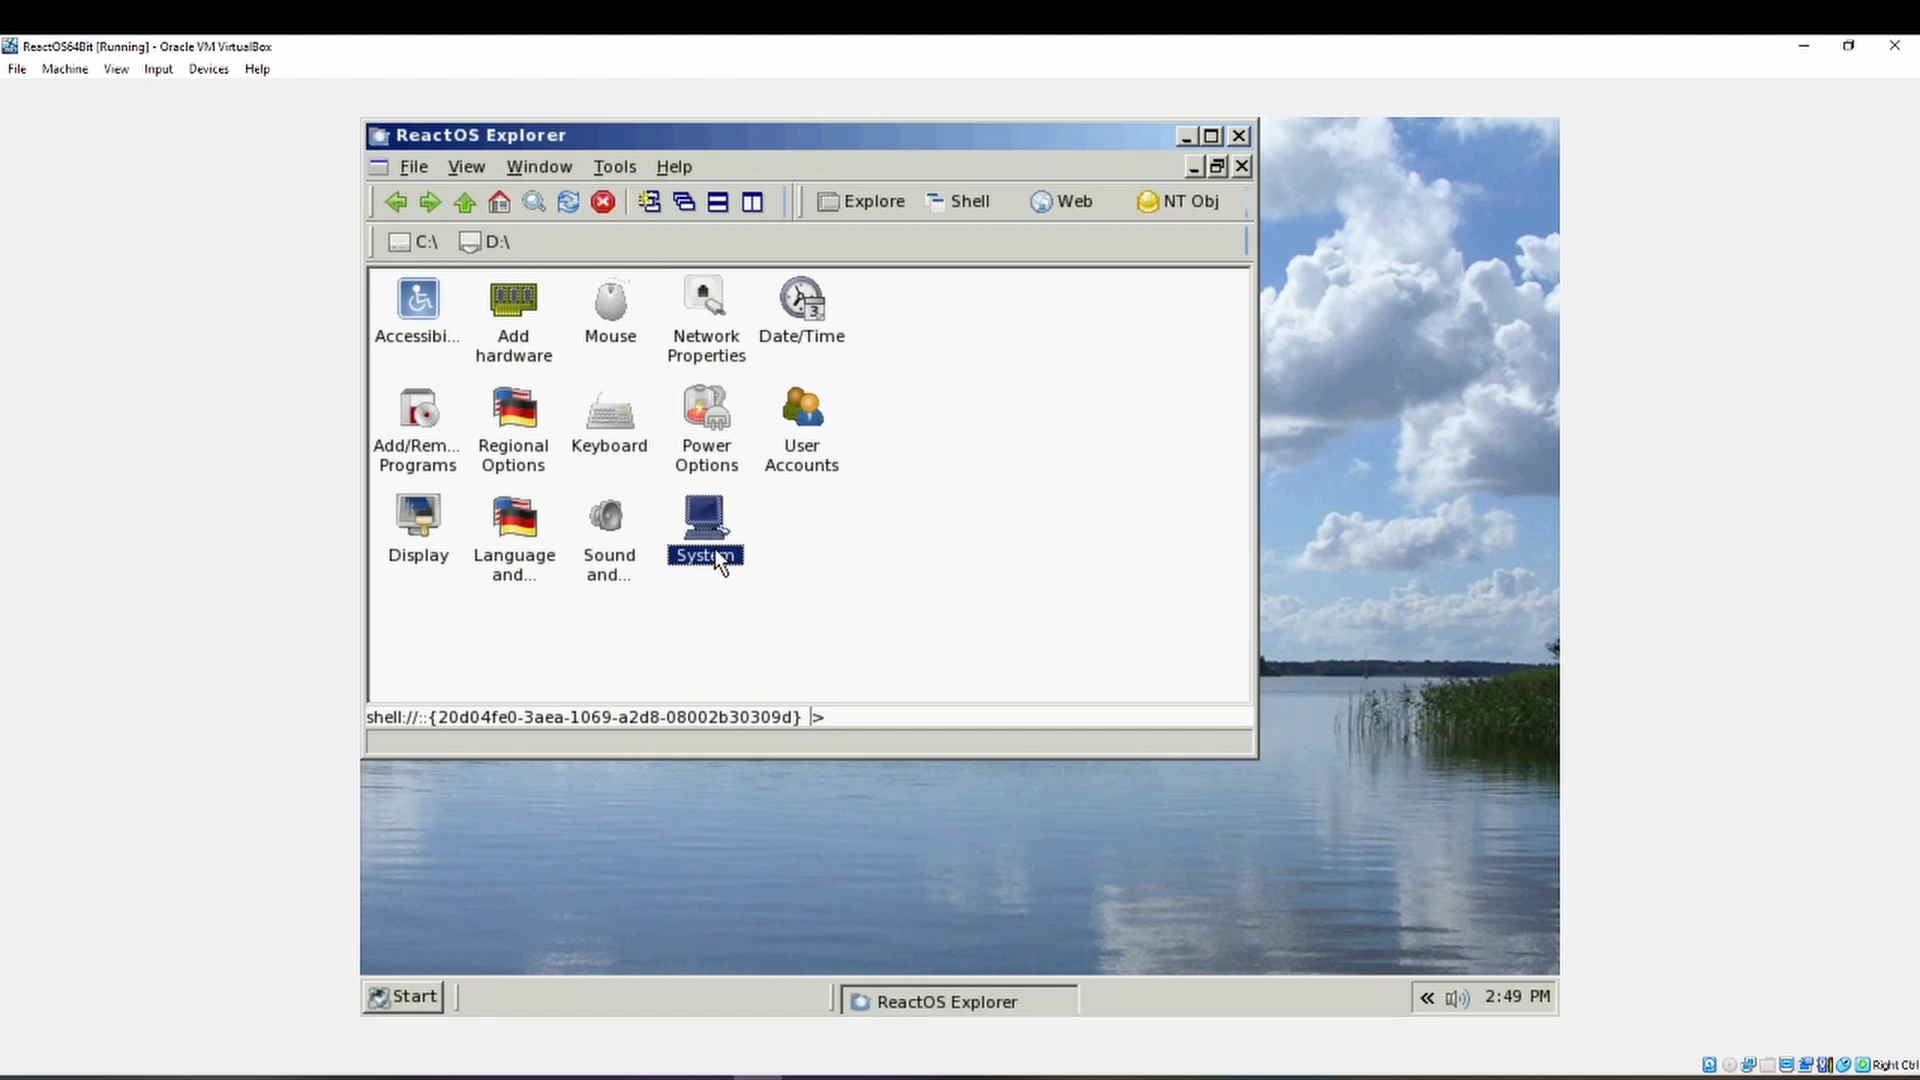 ReactOS64Bit [Running] - Oracle VM VirtualBox
File Machine View Input Devices Help
ReactOS Explorer
File View Window Tools Help
Explore Shell Web NT Obj
C:\ D:\
Accessibi... Add hardware Mouse Network Properties Date/Time
Add/Rem... Programs Regional Options Keyboard Power Options User Accounts
Display Language and... Sound and... System
shell://::{20d04fe0-3aea-1069-a2d8-08002b30309d} |>
Start ReactOS Explorer « 2:49 PM
Right Ctrl